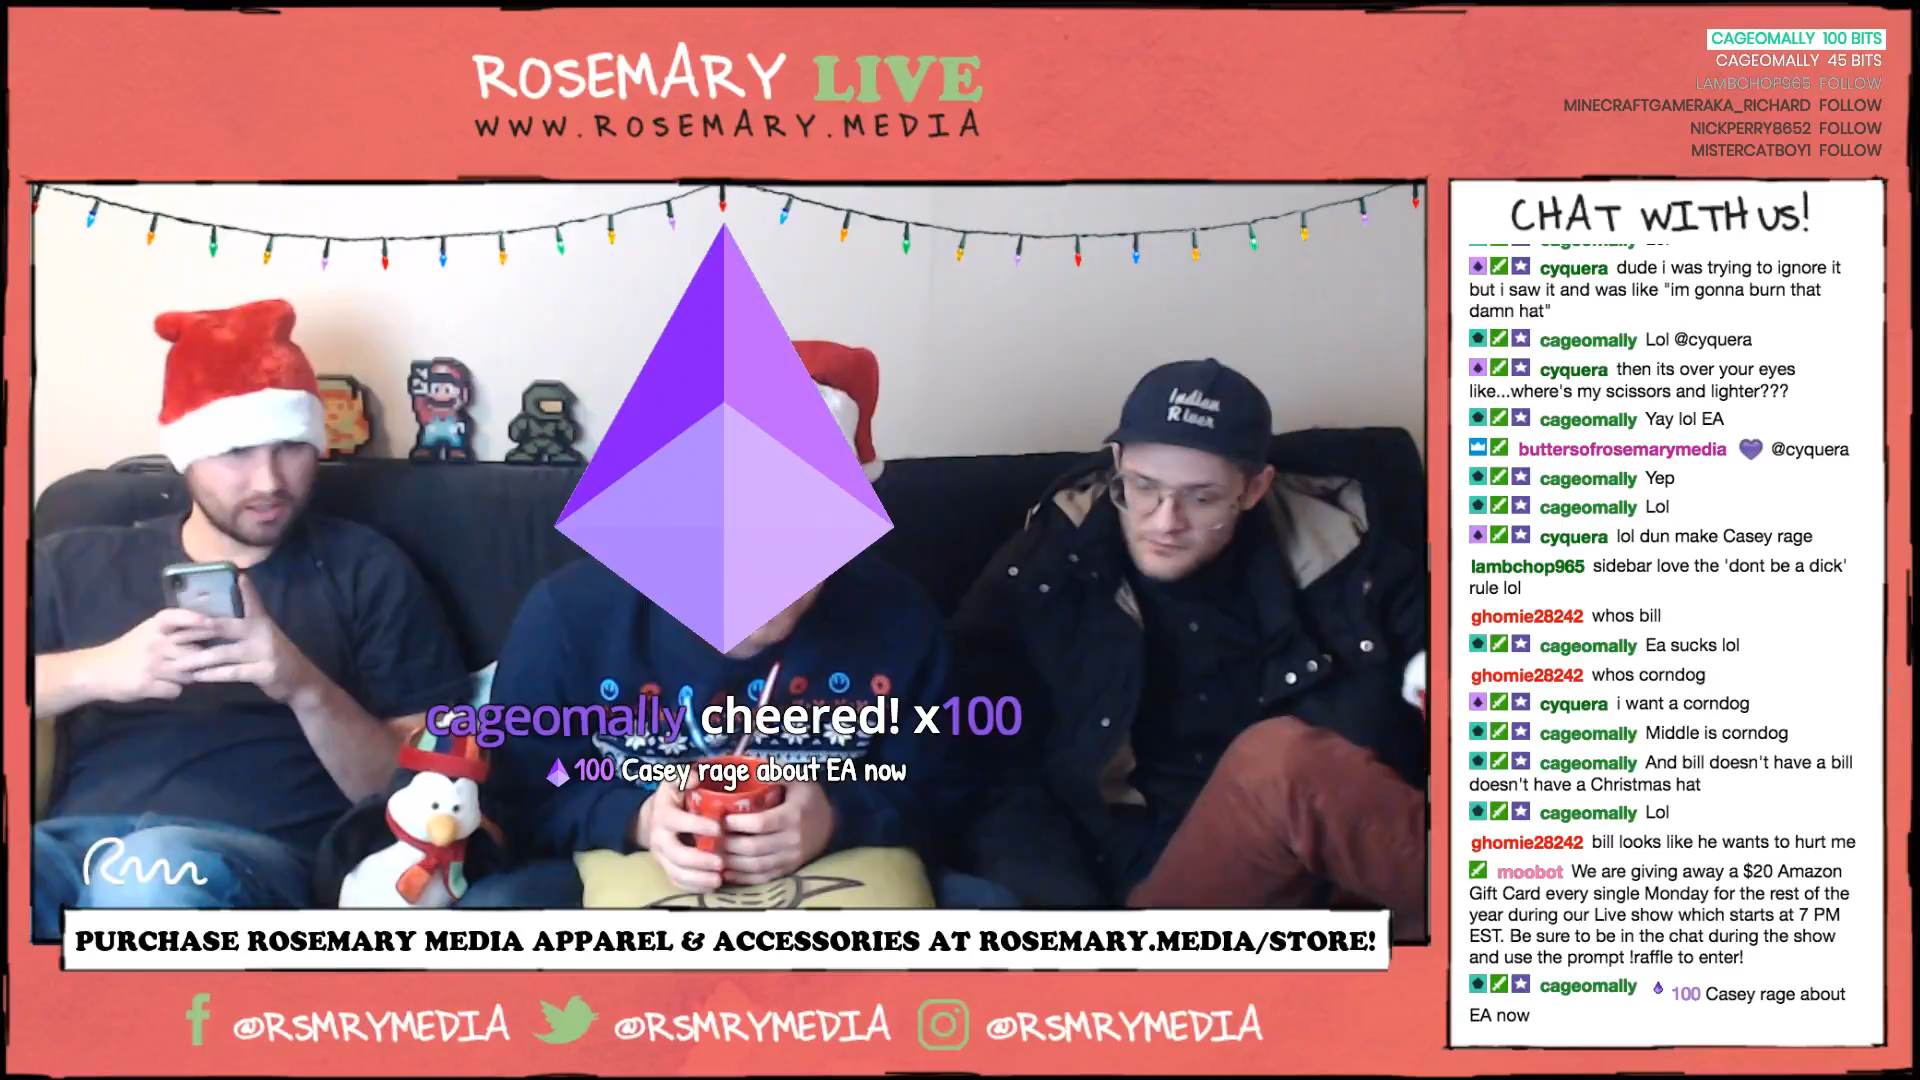 ROSEMARY LIVE
WWW.ROSEMARY.MEDIA
CAGEOMALLY 100 BITS
CAGEOMALLY 45 BITS
LAMBCHOP965 FOLLOW
MINECRAFTGAMERAKA_RICHARD FOLLOW
NICKPERRY8652 FOLLOW
MISTERCATBOY1 FOLLOW
Indian
River
cageomally cheered! x100
100 Casey rage about EA now
Rm
PURCHASE ROSEMARY MEDIA APPAREL & ACCESSORIES AT ROSEMARY.MEDIA/STORE!
@RSMRYMEDIA @RSMRYMEDIA @RSMRYMEDIA
CHAT WITH US!
cyquera dude i was trying to ignore it
but i saw it and was like "im gonna burn that
damn hat"
cageomally Lol @cyquera
cyquera then its over your eyes
like...where's my scissors and lighter???
cageomally Yay lol EA
buttersofrosemarymedia @cyquera
cageomally Yep
cageomally Lol
cyquera lol dun make Casey rage
lambchop965 sidebar love the 'dont be a dick'
rule lol
ghomie28242 whos bill
cageomally Ea sucks lol
ghomie28242 whos corndog
cyquera i want a corndog
cageomally Middle is corndog
cageomally And bill doesn't have a bill
doesn't have a Christmas hat
cageomally Lol
ghomie28242 bill looks like he wants to hurt me
moobot We are giving away a $20 Amazon
Gift Card every single Monday for the rest of the
year during our Live show which starts at 7 PM
EST. Be sure to be in the chat during the show
and use the prompt !raffle to enter!
cageomally 100 Casey rage about
EA now